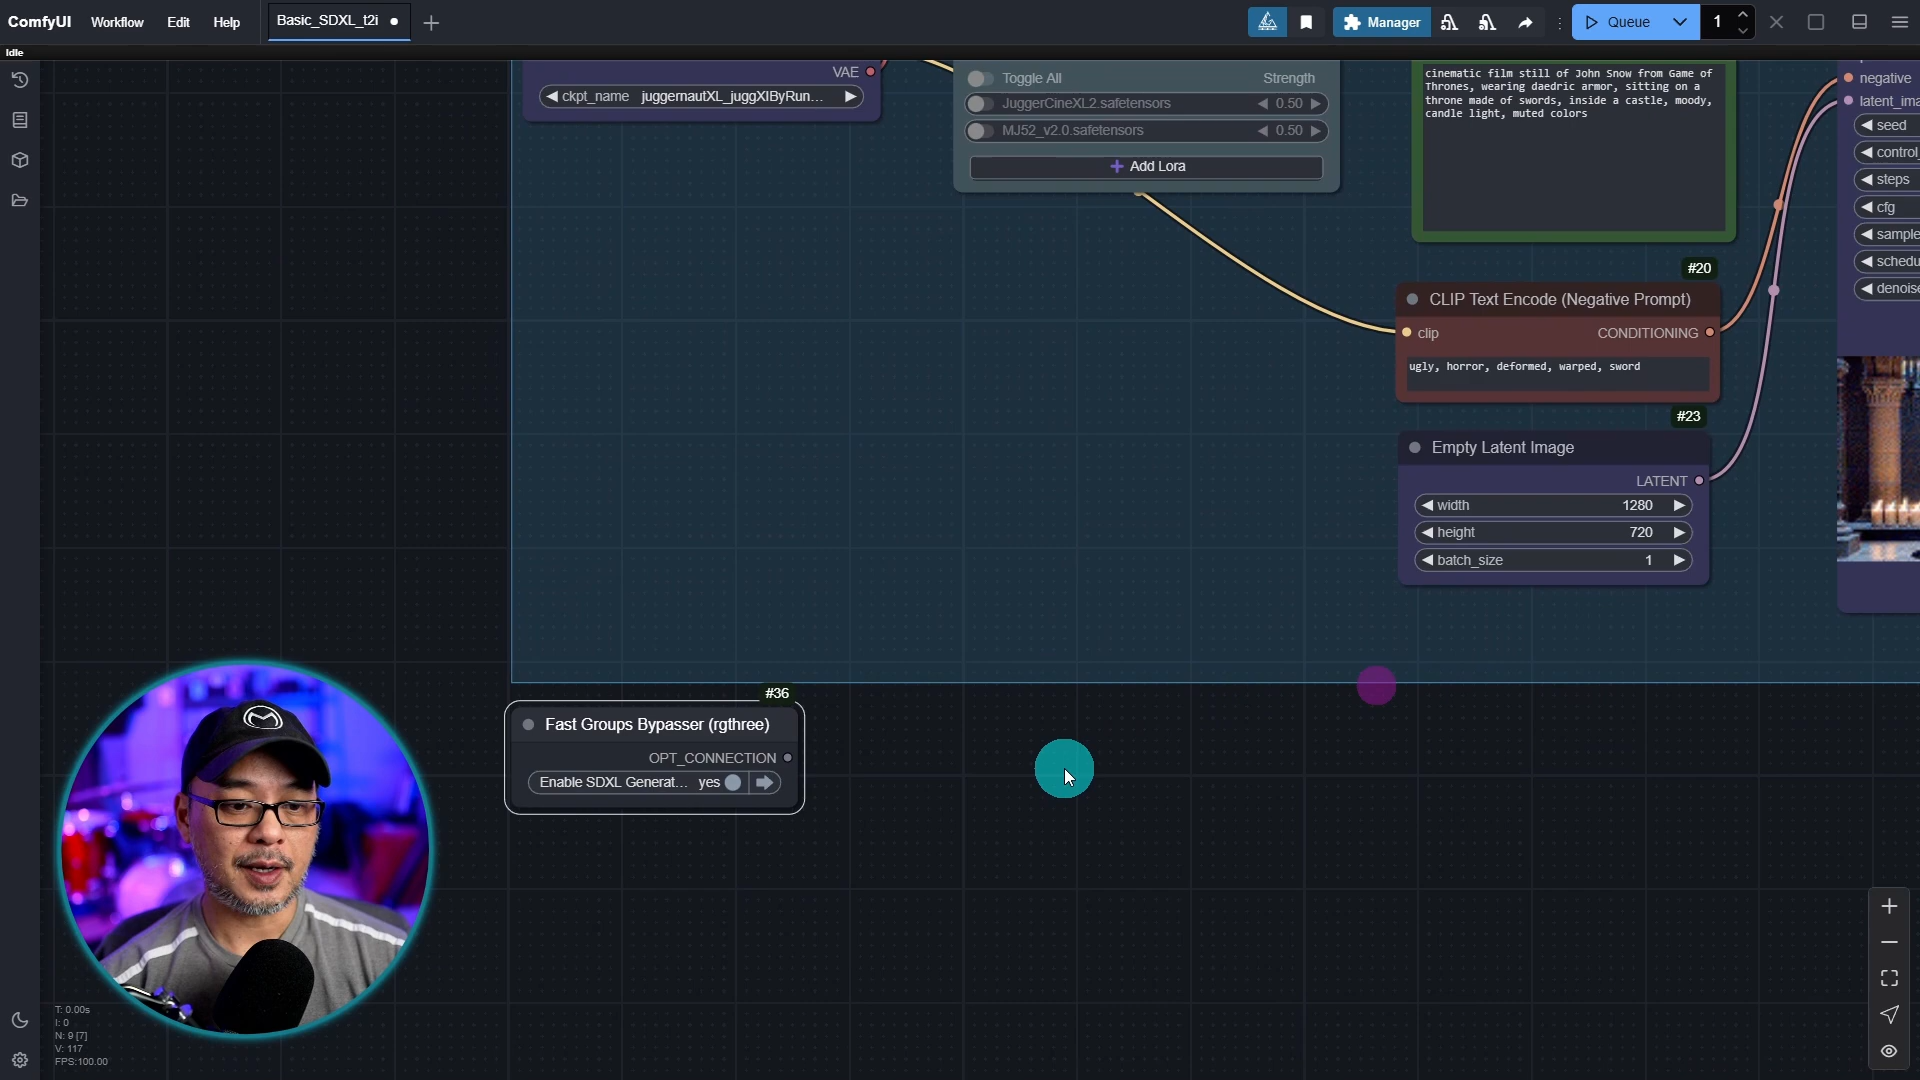 ComfyUI Workflow Edit Help Basic_SDXL_t2i
Manager Queue 1
Idle
VAE
ckpt_name juggernautXL_juggXIByRun...
Toggle All Strength
JuggerCineXL2.safetensors 0.50
MJ52_v2.0.safetensors 0.50
Add Lora
cinematic film still of John Snow from Game of
Thrones, wearing daedric armor, sitting on a
throne made of swords, inside a castle, moody,
candle light, muted colors
negative
latent_ima
seed
control_
steps
cfg
sample
schedu
denoise
#20
CLIP Text Encode (Negative Prompt)
clip CONDITIONING
ugly, horror, deformed, warped, sword
#23
Empty Latent Image
LATENT
width 1280
height 720
batch_size 1
#36
Fast Groups Bypasser (rgthree)
OPT_CONNECTION
Enable SDXL Generat... yes
T: 0.00s
I: 0
N: 9 [7]
V: 117
FPS:100.00